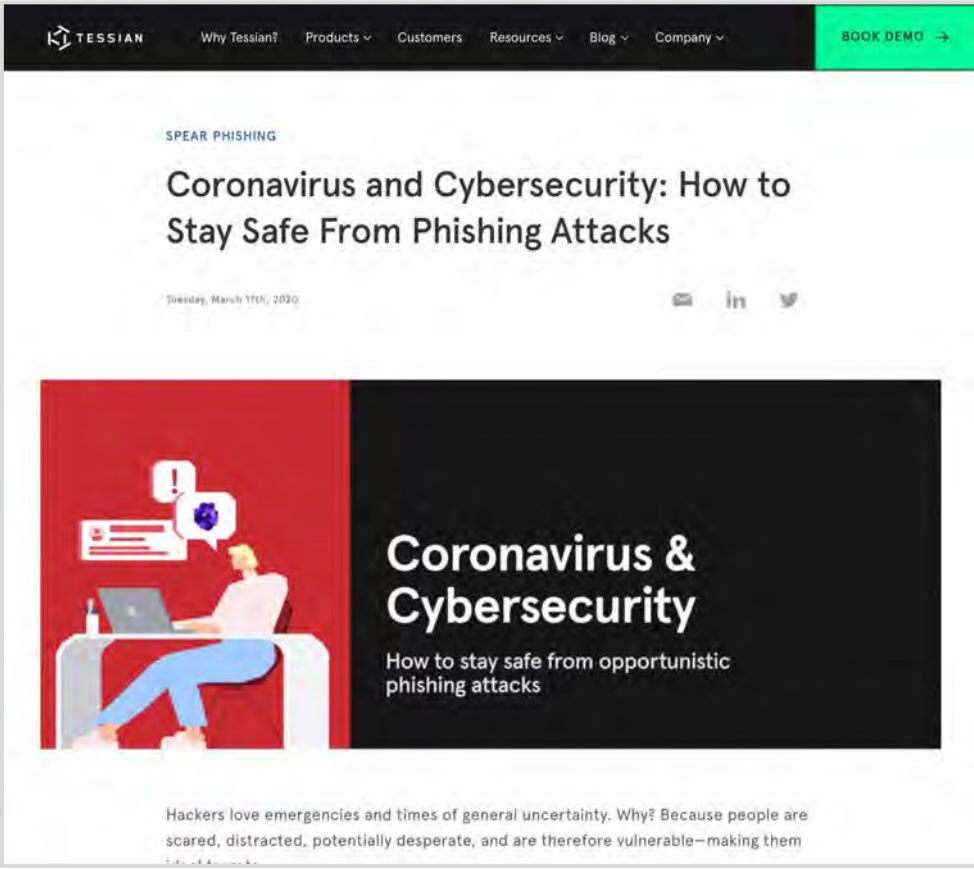 TESSIAN Why Tessian? Products Customers Resources Blog Company BOOK DEMO →
SPEAR PHISHING
Coronavirus and Cybersecurity: How to
Stay Safe From Phishing Attacks
Tuesday, March 17th, 2020
in
!
Coronavirus &
Cybersecurity
How to stay safe from opportunistic
phishing attacks
Hackers love emergencies and times of general uncertainty. Why? Because people are
scared, distracted, potentially desperate, and are therefore vulnerable—making them